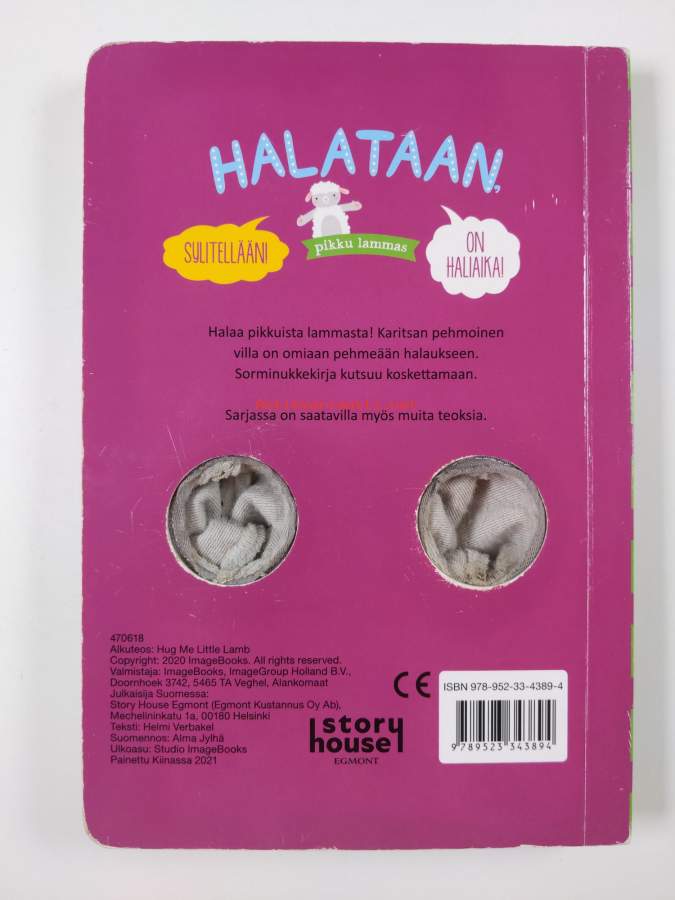 HALATAAN,
pikku lammas
SYLITELLÄÄN!
ON
HALIAIKA!
Halaa pikkuista lammasta! Karitsan pehmoinen
villa on omiaan pehmeään halaukseen.
Sorminukkekirja kutsuu koskettamaan.
Sarjassa on saatavilla myös muita teoksia.
470618
Alkuteos: Hug Me Little Lamb
Copyright: 2020 ImageBooks. All rights reserved.
Valmistaja: ImageBooks, ImageGroup Holland B.V.,
Doornhoek 3742, 5465 TA Veghel, Alankomaat
Julkaisija Suomessa:
Story House Egmont (Egmont Kustannus Oy Ab),
Mechelininkatu 1a, 00180 Helsinki
Teksti: Helmi Verbakel
Suomennos: Alma Jylhä
Ulkoasu: Studio ImageBooks
Painettu Kiinassa 2021
story
house
EGMONT
CE
ISBN 978-952-33-4389-4
9 789523 343894